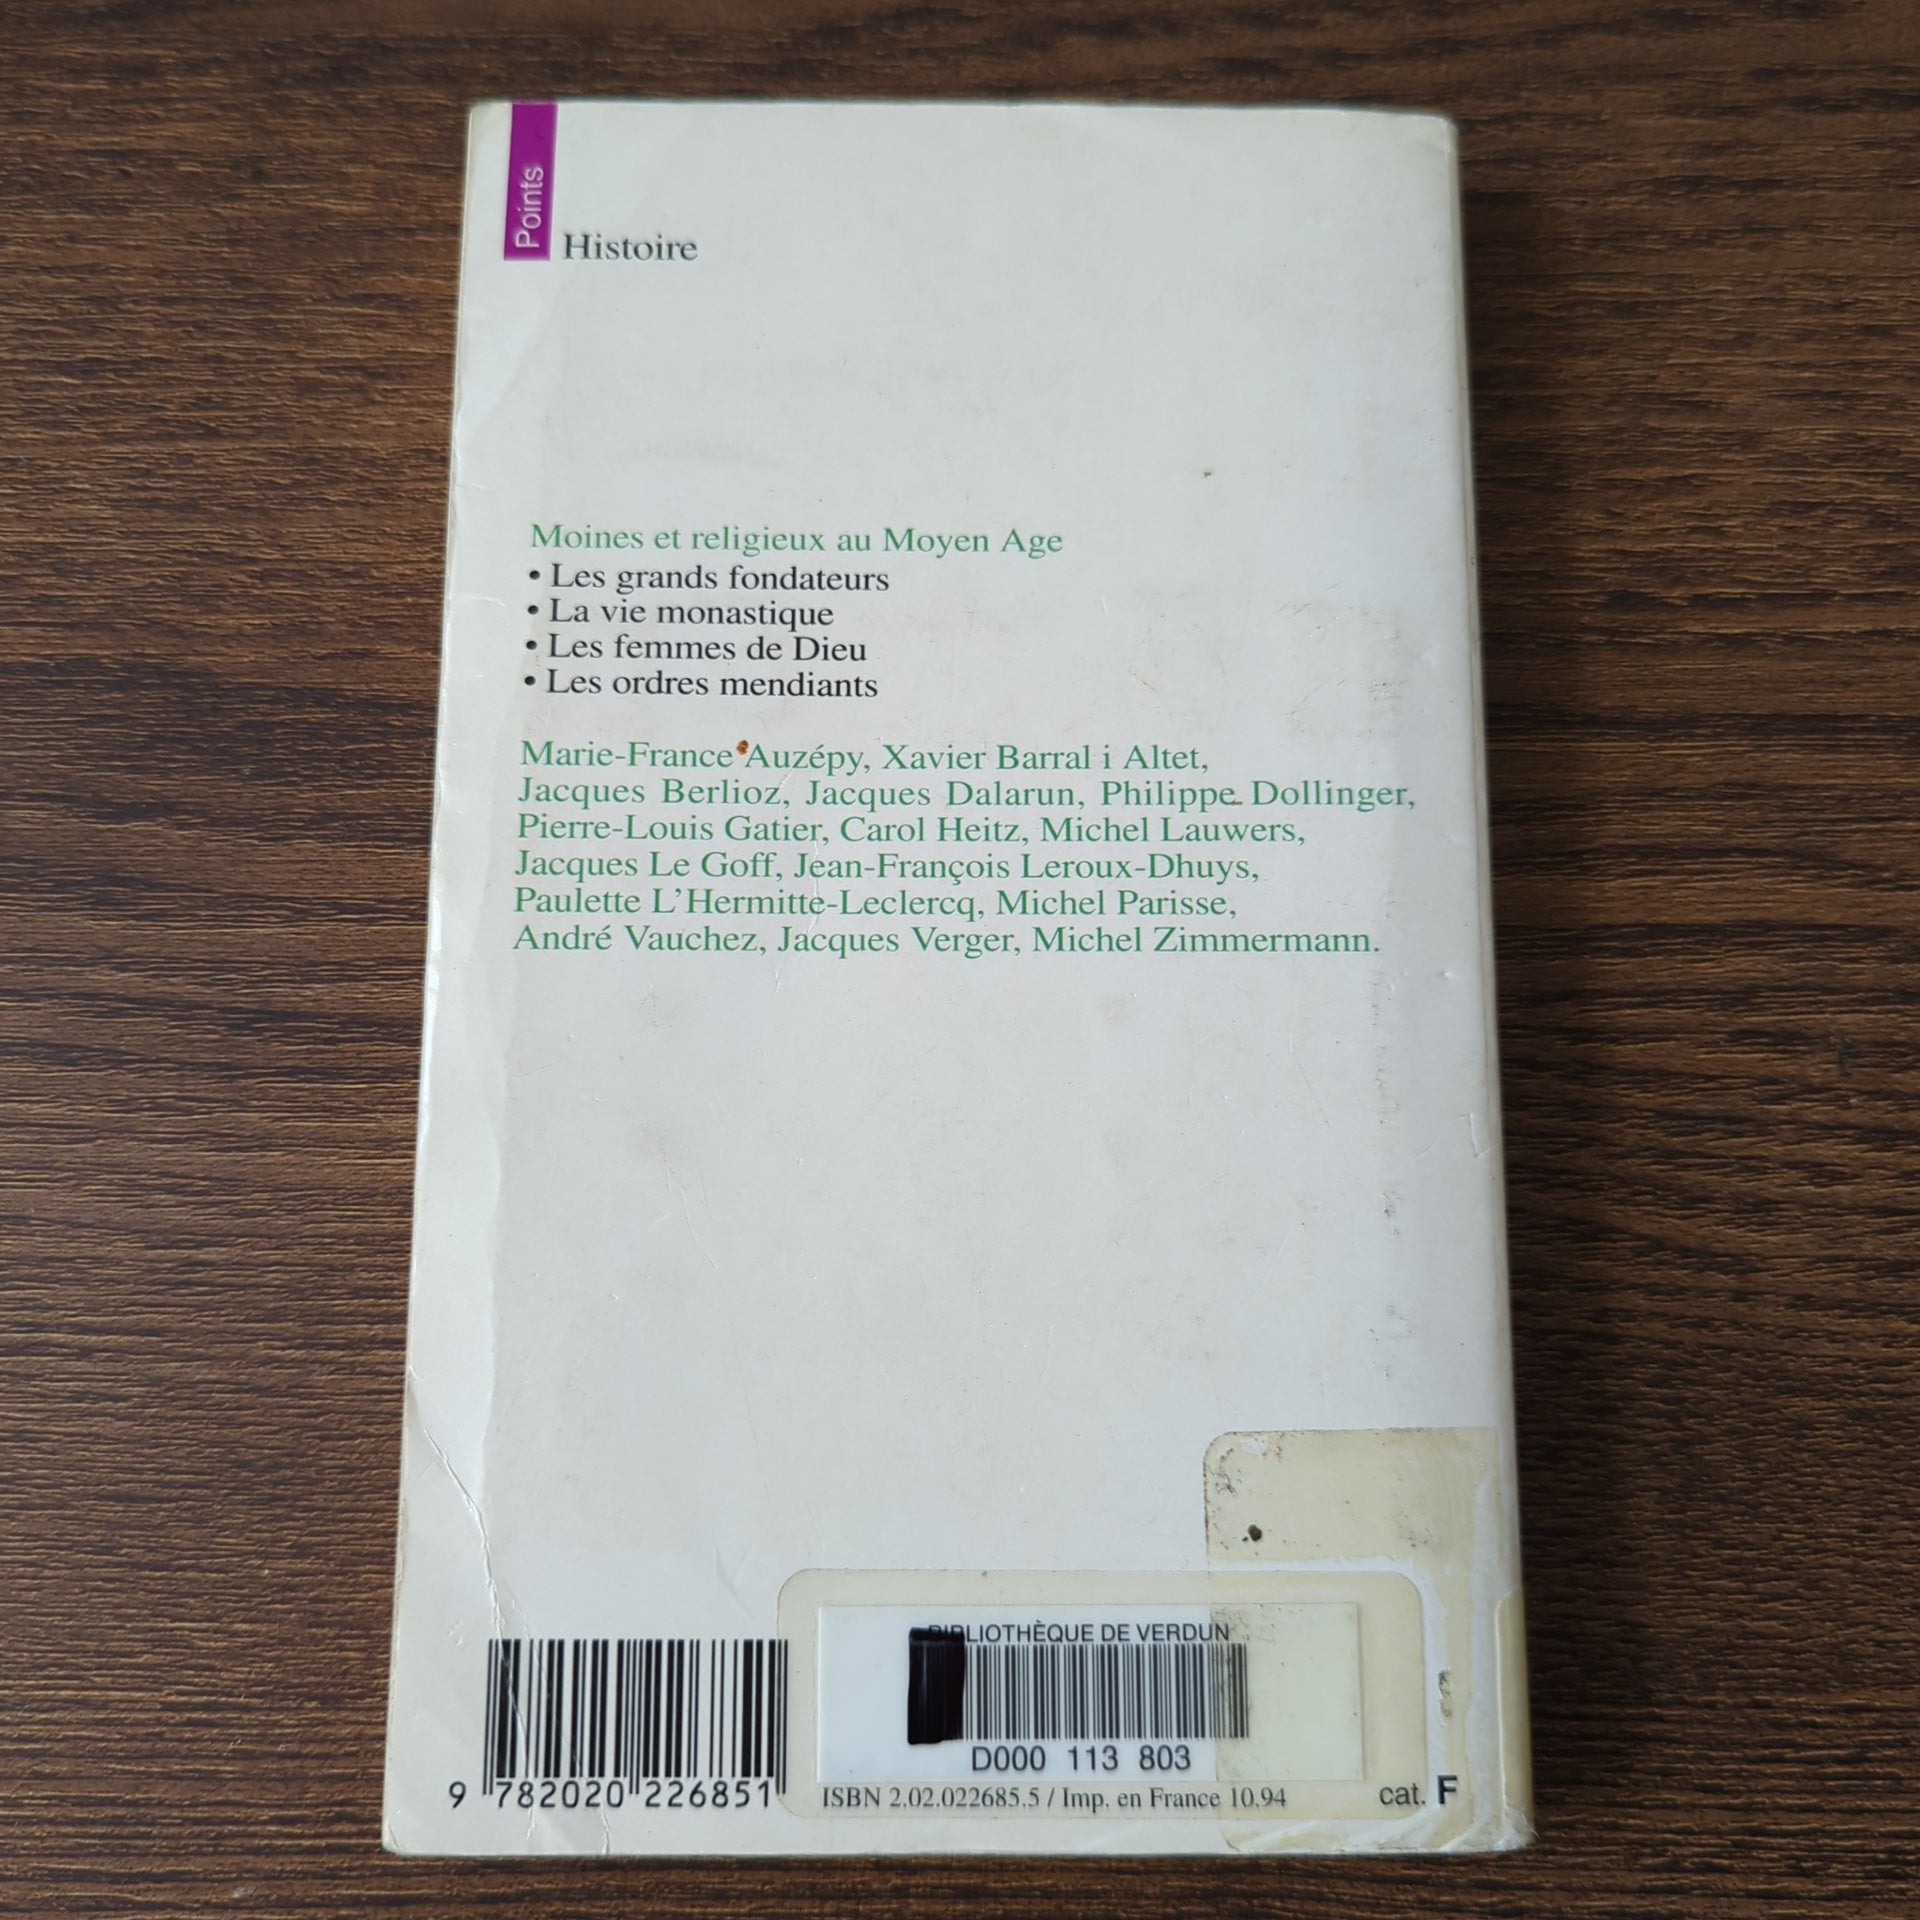 Points
Histoire
Moines et religieux au Moyen Age
• Les grands fondateurs
• La vie monastique
• Les femmes de Dieu
• Les ordres mendiants
Marie-France Auzépy, Xavier Barral i Altet,
Jacques Berlioz, Jacques Dalarun, Philippe Dollinger,
Pierre-Louis Gatier, Carol Heitz, Michel Lauwers,
Jacques Le Goff, Jean-François Leroux-Dhuys,
Paulette L'Hermitte-Leclercq, Michel Parisse,
André Vauchez, Jacques Verger, Michel Zimmermann.
BIBLIOTHÈQUE DE VERDUN
D000 113 803
9 782020 226851
ISBN 2.02.022685.5 / Imp. en France 10.94
cat. F